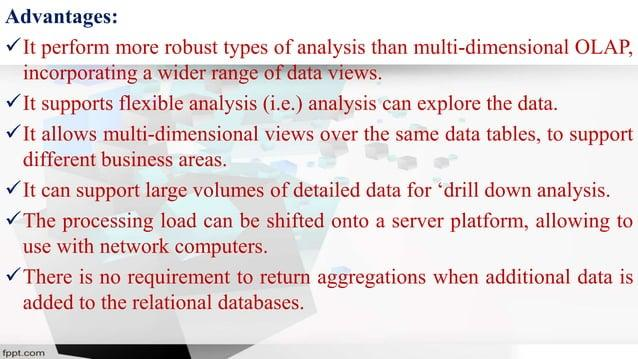 Advantages:
✓It perform more robust types of analysis than multi-dimensional OLAP,
incorporating a wider range of data views.
✓It supports flexible analysis (i.e.) analysis can explore the data.
✓It allows multi-dimensional views over the same data tables, to support
different business areas.
✓It can support large volumes of detailed data for ‘drill down analysis.
✓The processing load can be shifted onto a server platform, allowing to
use with network computers.
✓There is no requirement to return aggregations when additional data is
added to the relational databases.
fppt.com